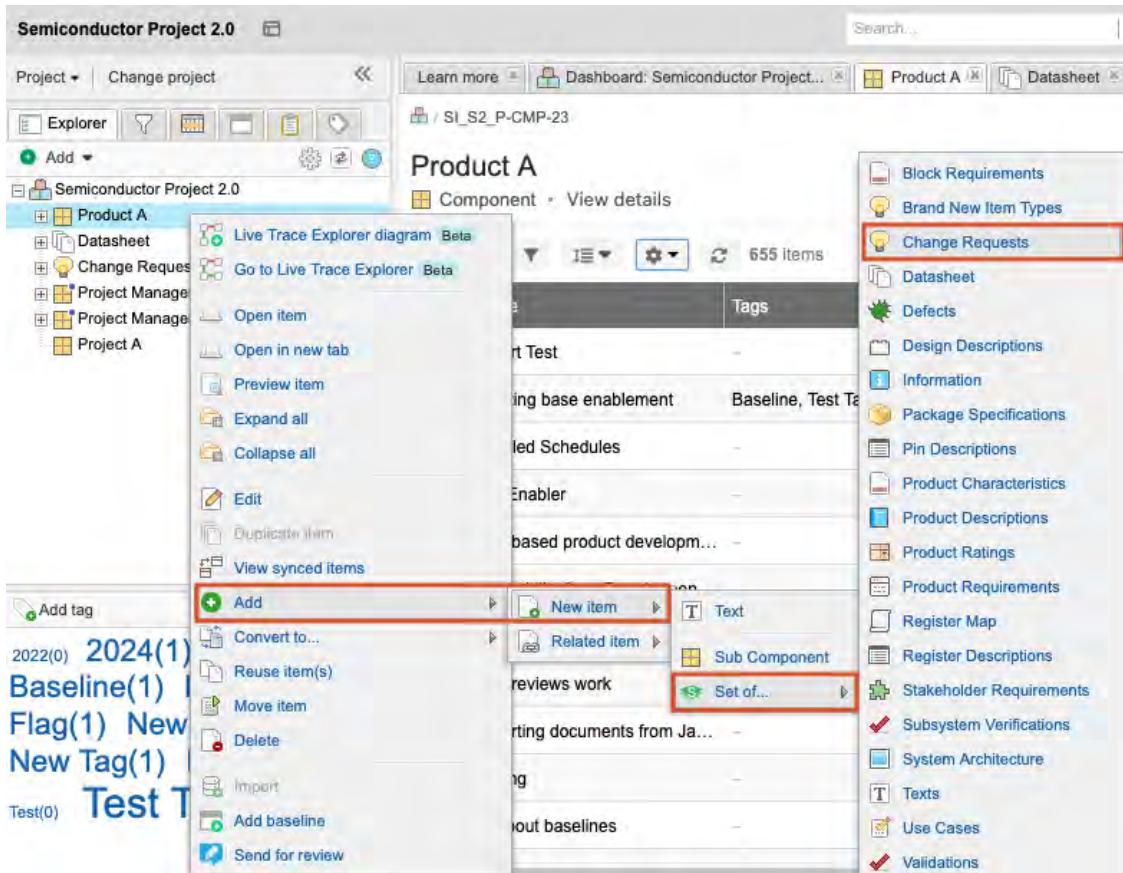 Semiconductor Project 2.0
Search...
Project
Change project
Learn more
Dashboard: Semiconductor Project...
Product A
Datasheet
Explorer
SI_S2_P-CMP-23
Add
Product A
Component • View details
655 items
Semiconductor Project 2.0
Product A
Datasheet
Change Reques
Project Manage
Project Manage
Project A
Tags
rt Test
ing base enablement
Baseline, Test Ta
led Schedules
Enabler
based product developm...
reviews work
rting documents from Ja...
ng
out baselines
Live Trace Explorer diagram Beta
Go to Live Trace Explorer Beta
Open item
Open in new tab
Preview item
Expand all
Collapse all
Edit
Duplicate item
View synced items
Add
Convert to...
Reuse item(s)
Move item
Delete
Import
Add baseline
Send for review
New item
Related item
Text
Sub Component
Set of...
Block Requirements
Brand New Item Types
Change Requests
Datasheet
Defects
Design Descriptions
Information
Package Specifications
Pin Descriptions
Product Characteristics
Product Descriptions
Product Ratings
Product Requirements
Register Map
Register Descriptions
Stakeholder Requirements
Subsystem Verifications
System Architecture
Texts
Use Cases
Validations
Add tag
2022(0) 2024(1)
Baseline(1)
Flag(1) New
New Tag(1)
Test(0) Test T